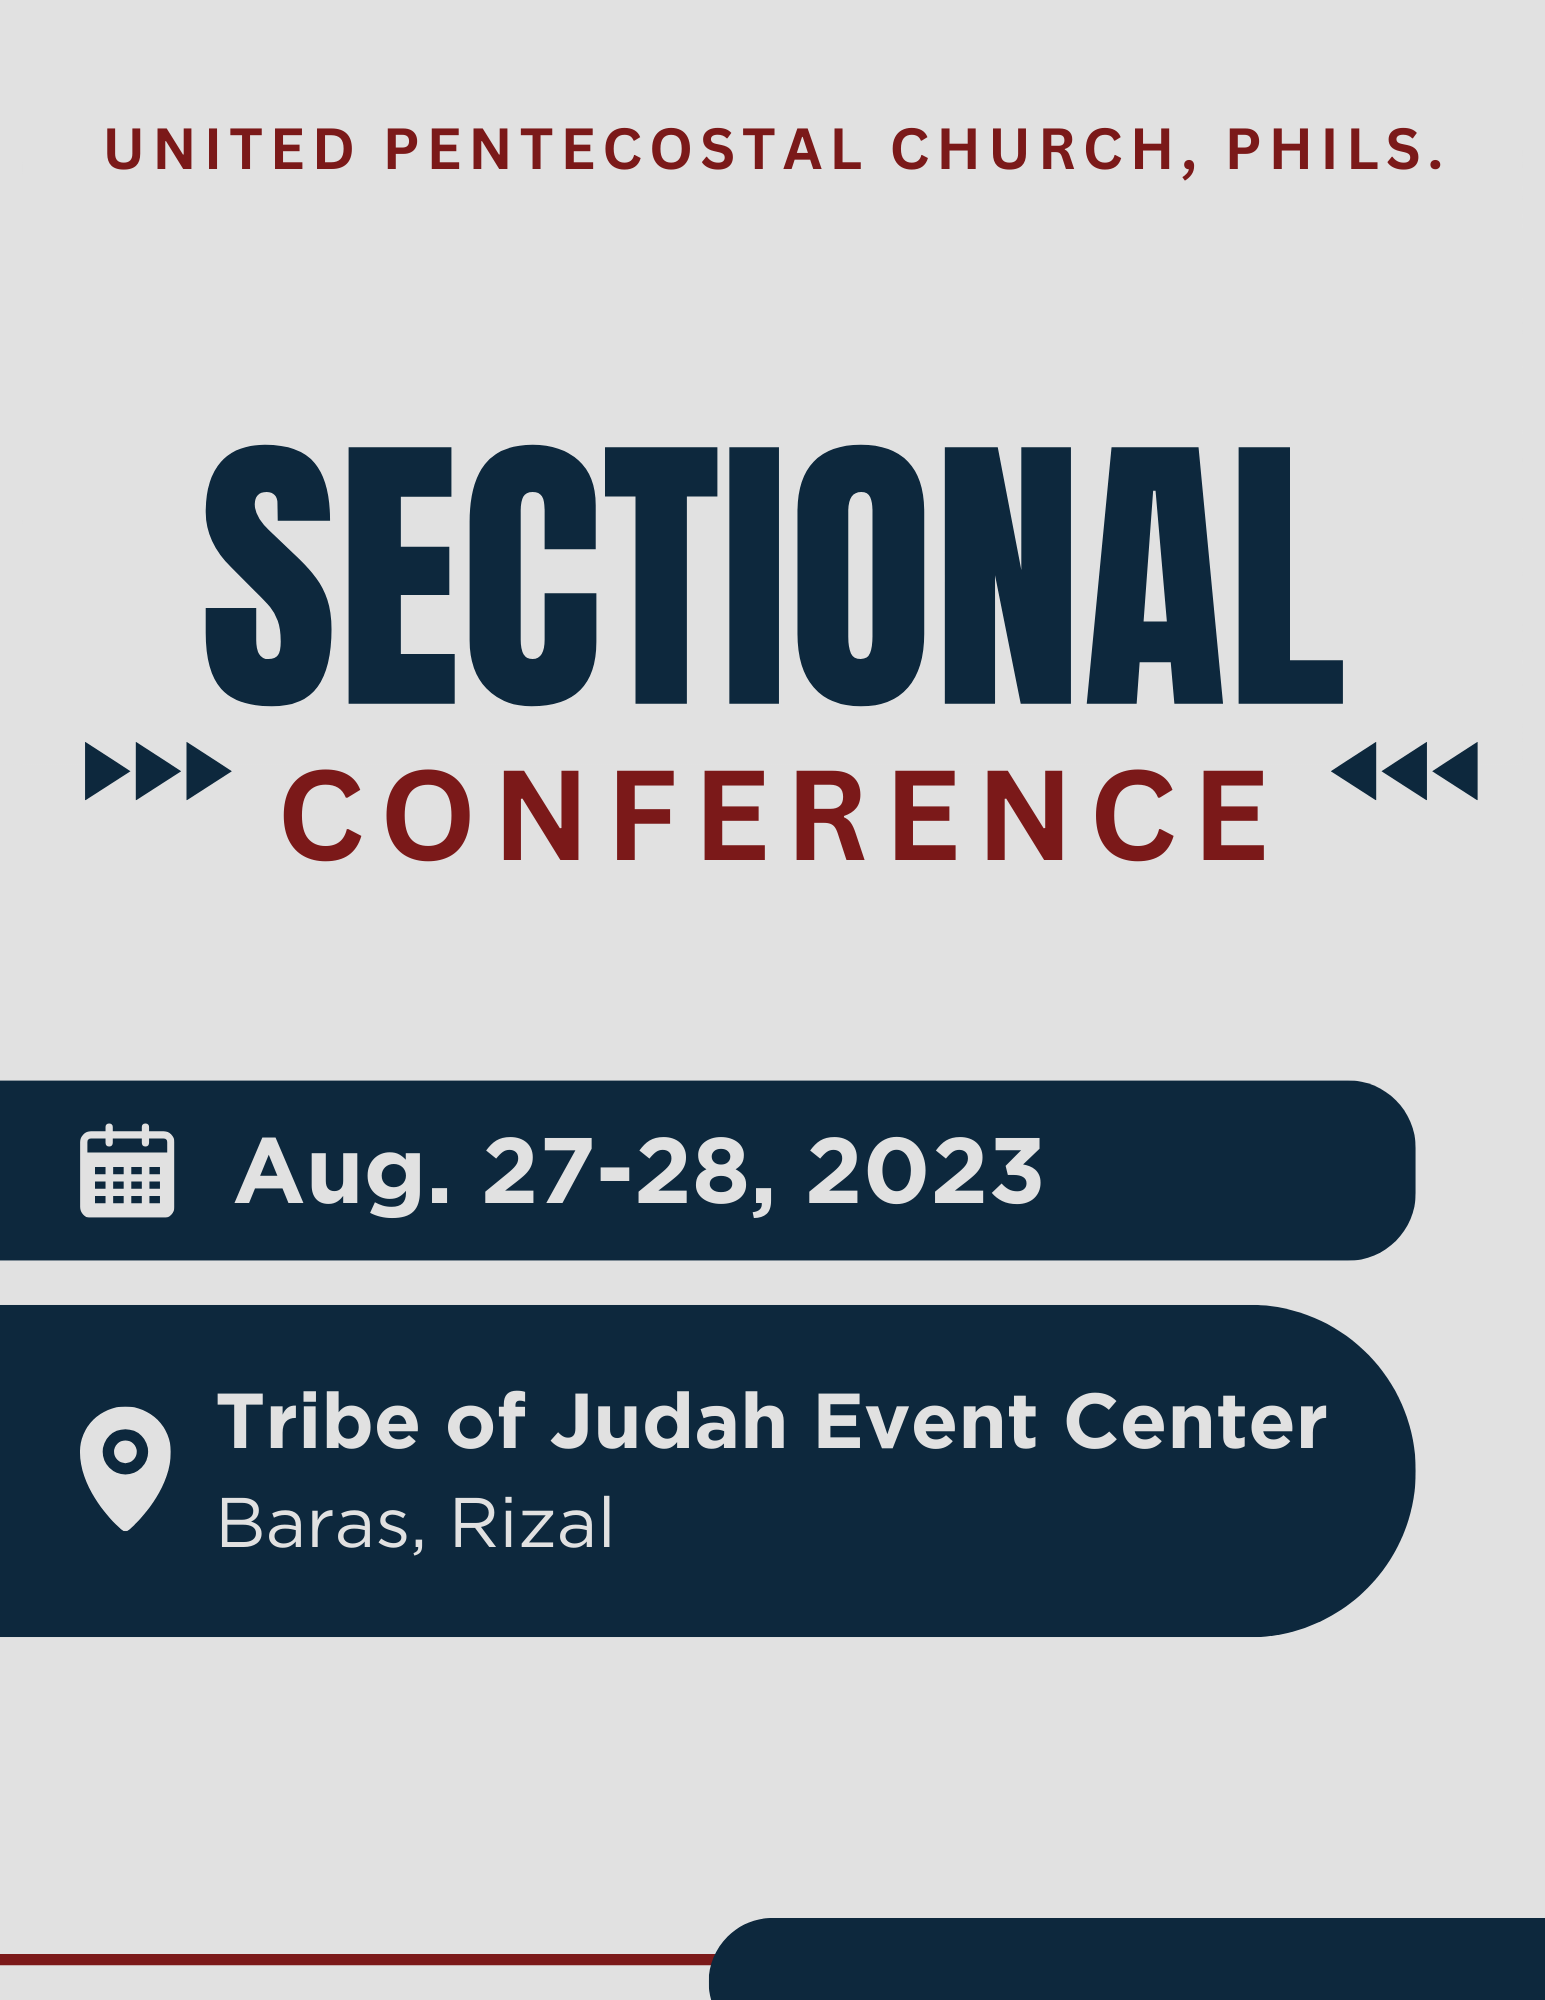 UNITED PENTECOSTAL CHURCH, PHILS.
SECTIONAL
CONFERENCE
Aug. 27-28, 2023
Tribe of Judah Event Center
Baras, Rizal